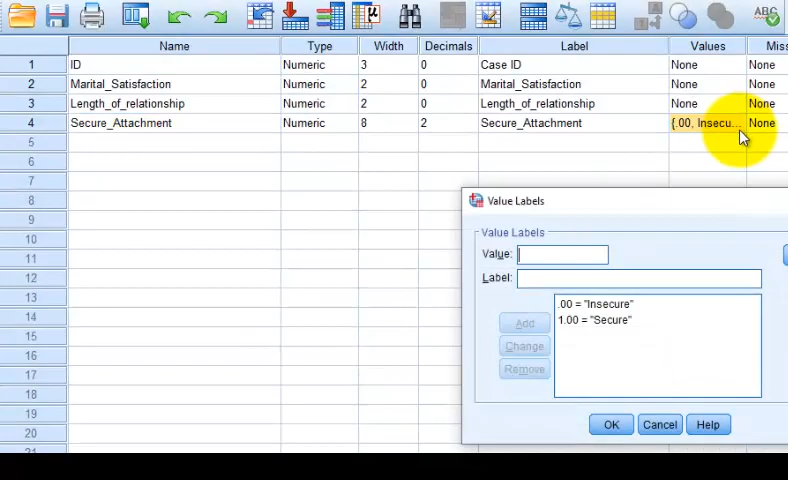 ABC
Name Type Width Decimals Label Values Miss
1 ID Numeric 3 0 Case ID None None
2 Marital_Satisfaction Numeric 2 0 Marital_Satisfaction None None
3 Length_of_relationship Numeric 2 0 Length_of_relationship None None
4 Secure_Attachment Numeric 8 2 Secure_Attachment {.00, Insecu... None
5
6
7
8
9
10
11
12
13
14
15
16
17
18
19
20
21
Value Labels
Value Labels
Value:
Label:
.00 = "Insecure"
1.00 = "Secure"
Add
Change
Remove
OK Cancel Help